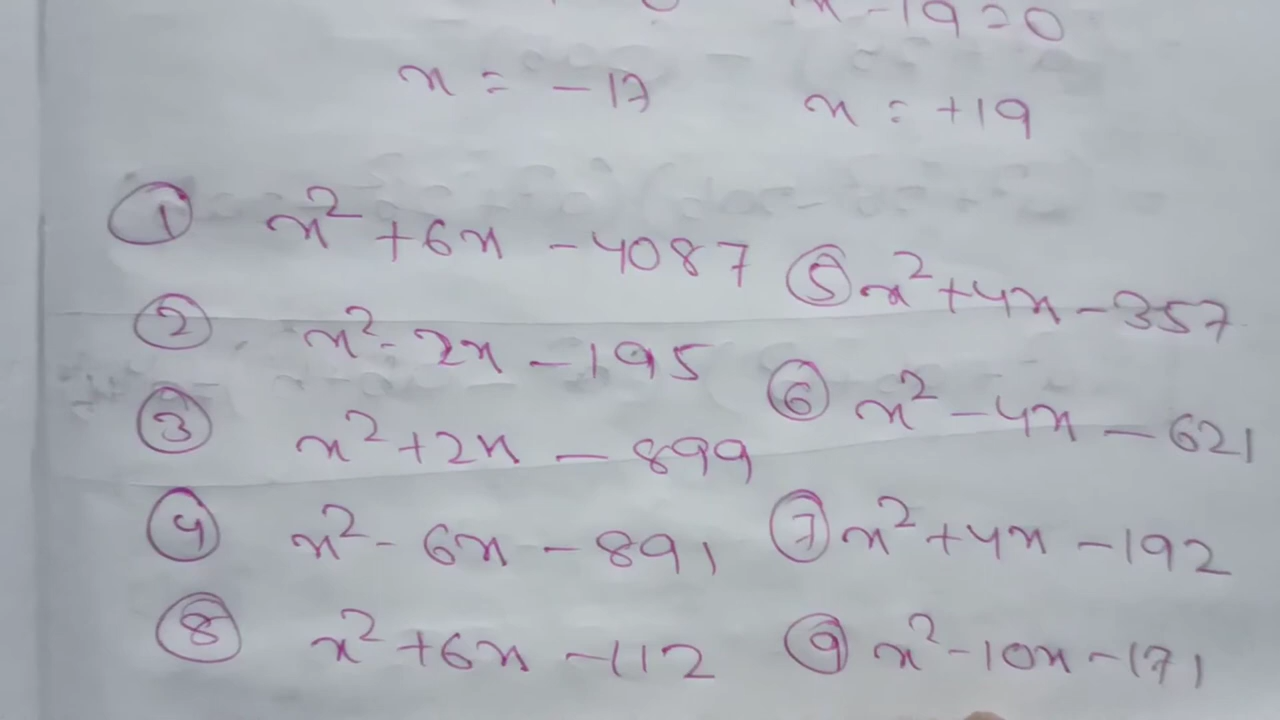 x - 19 = 0
x = -17 x = +19
① x² + 6x - 4087
② x² - 2x - 195
③ x² + 2x - 899
④ x² - 6x - 891
⑧ x² + 6x - 112
⑤ x² + 4x - 357
⑥ x² - 4x - 621
⑦ x² + 4x - 192
⑨ x² - 10x - 171